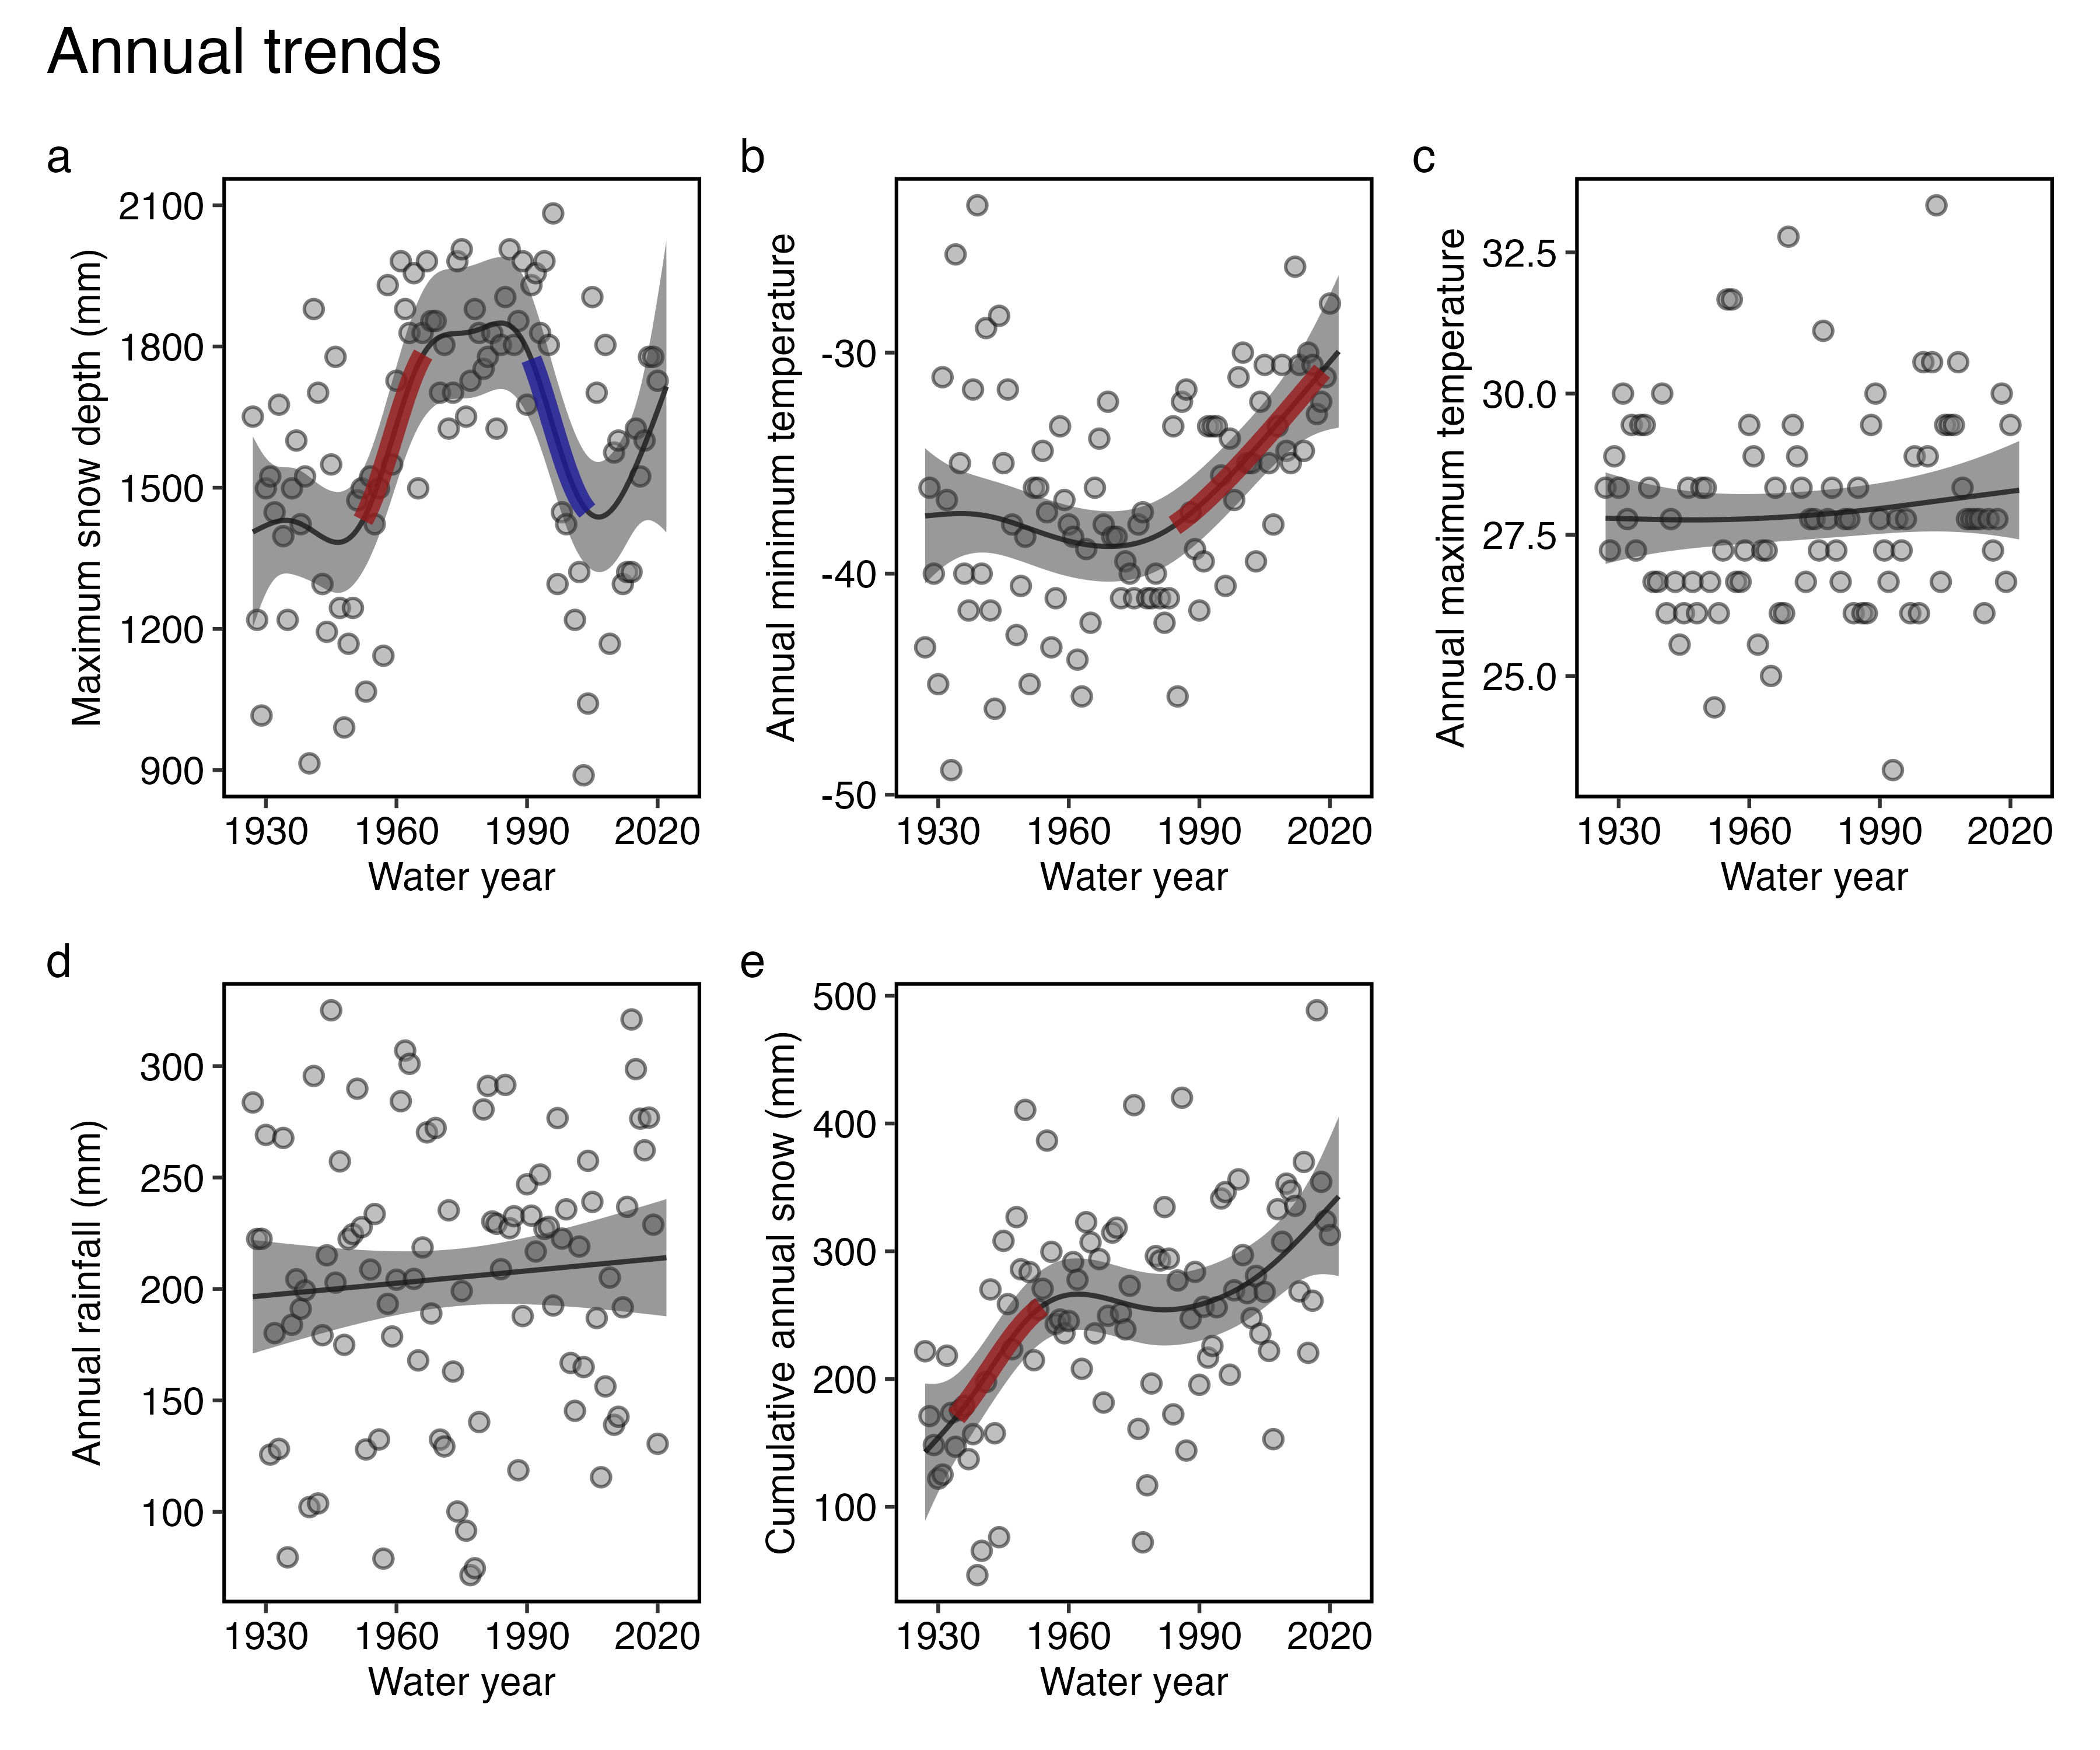 Annual trends
a
Maximum snow depth (mm)
2100
1800
1500
1200
900
1930 1960 1990 2020
Water year
b
Annual minimum temperature
-30
-40
-50
1930 1960 1990 2020
Water year
c
Annual maximum temperature
32.5
30.0
27.5
25.0
1930 1960 1990 2020
Water year
d
Annual rainfall (mm)
300
250
200
150
100
1930 1960 1990 2020
Water year
e
Cumulative annual snow (mm)
500
400
300
200
100
1930 1960 1990 2020
Water year